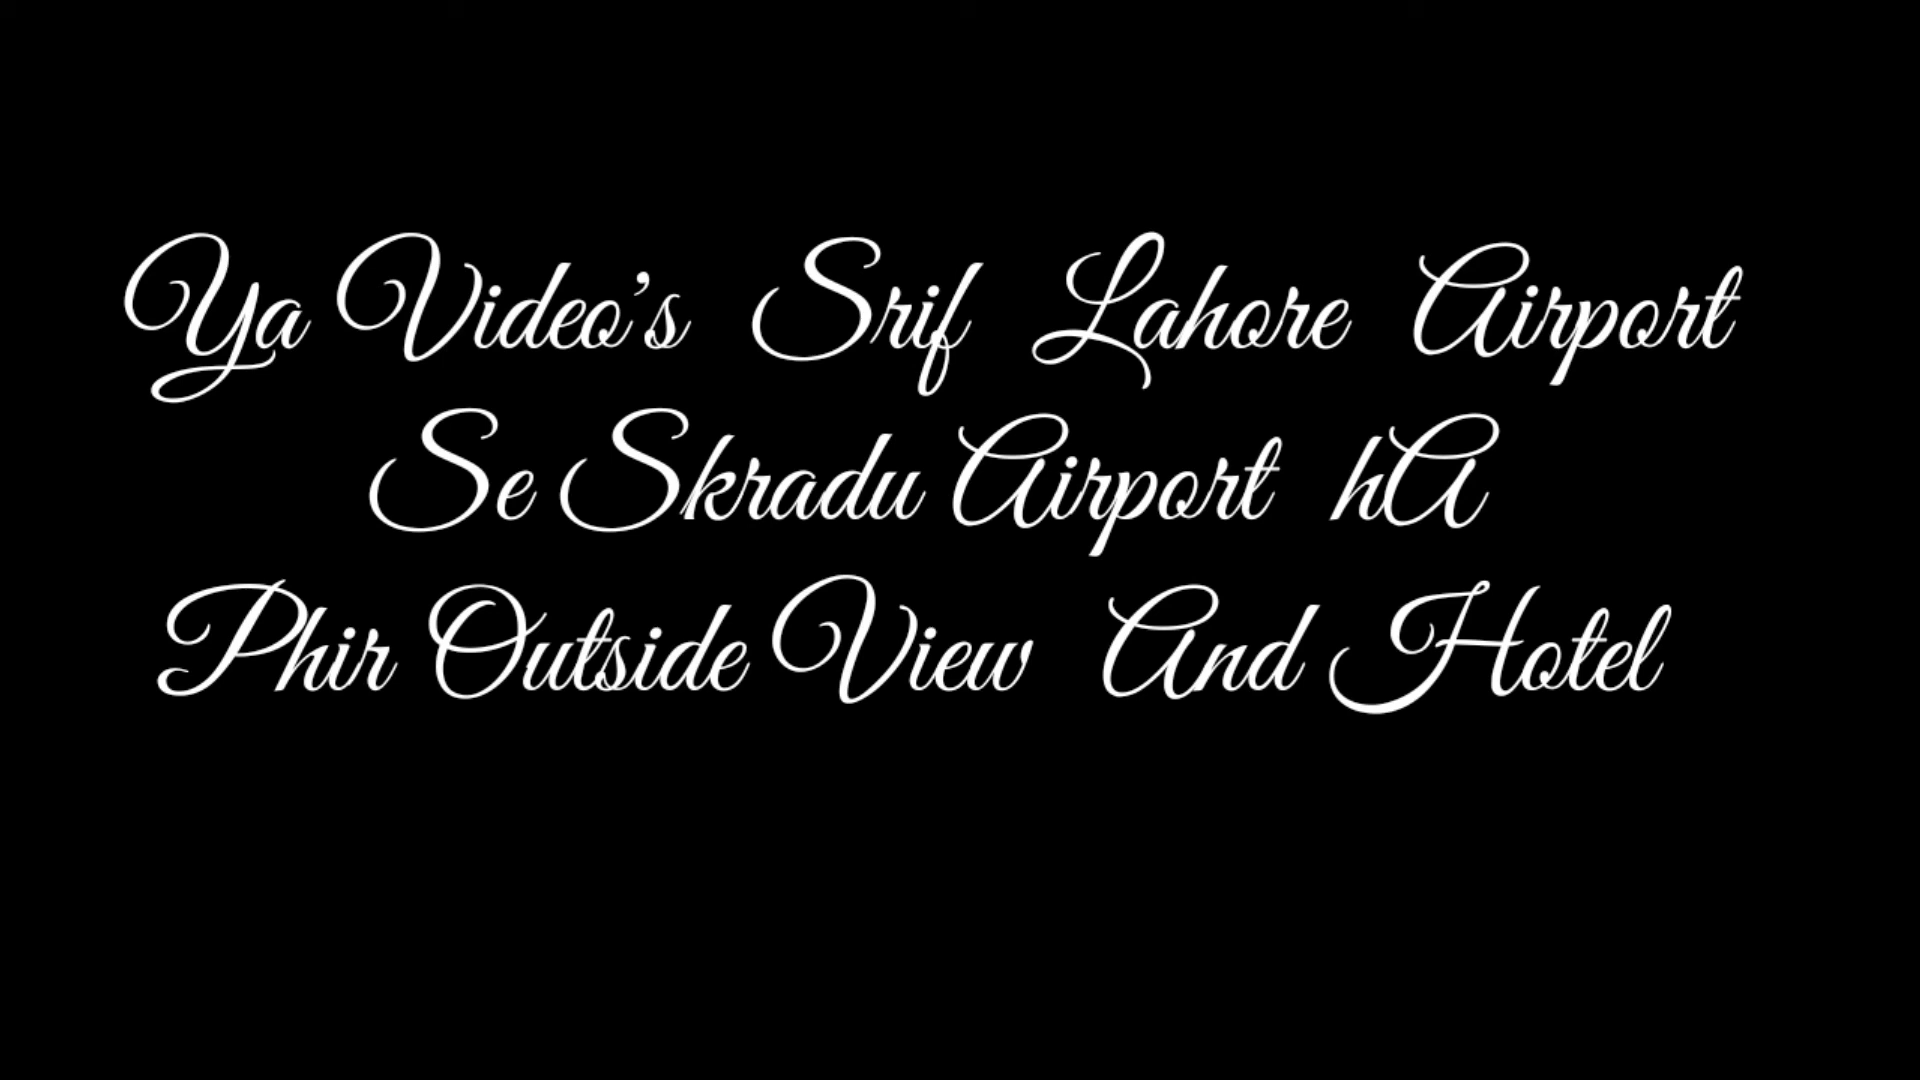 Ya Video's Srif Lahore Airport
Se Skradu Airport hA
Phir Outside View And Hotel